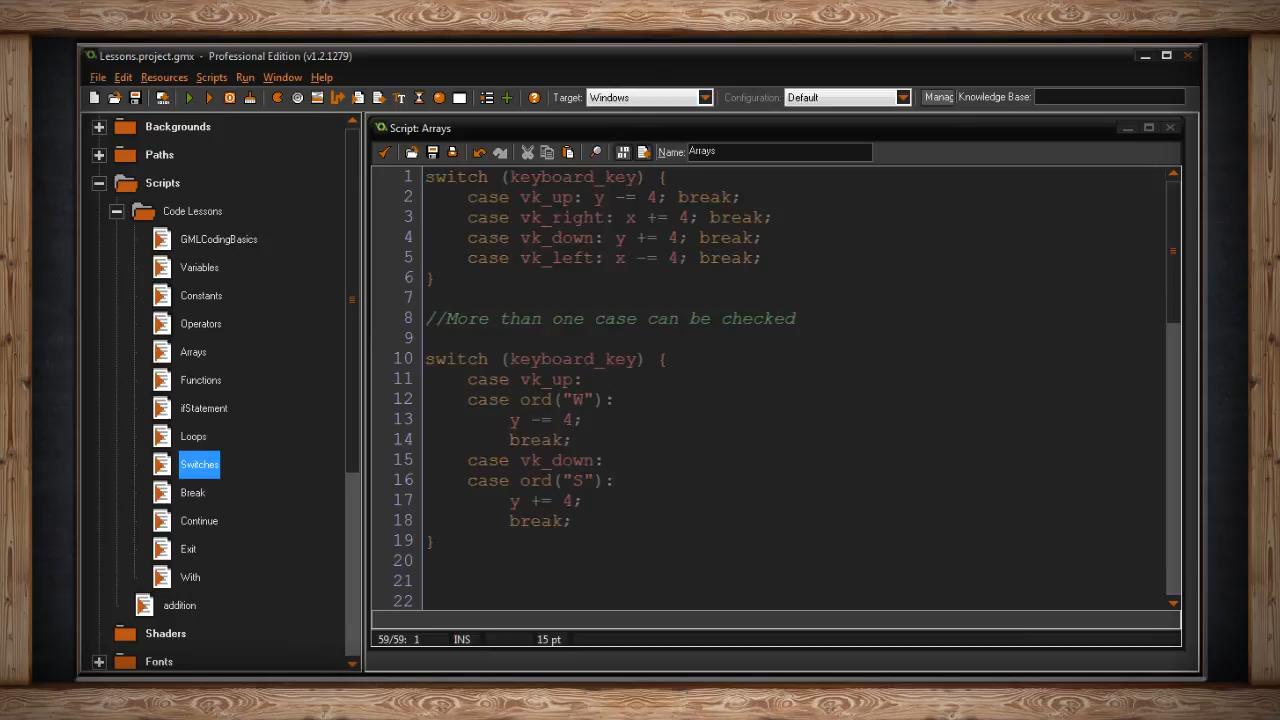 Lessons.project.gmx - Professional Edition (v1.2.1279)
File Edit Resources Scripts Run Window Help
Target: Windows Configuration: Default Manag Knowledge Base:
Backgrounds
Paths
Scripts
Code Lessons
GMLCodingBasics
Variables
Constants
Operators
Arrays
Functions
ifStatement
Loops
Switches
Break
Continue
Exit
With
addition
Shaders
Fonts
Script: Arrays
Name: Arrays
1 switch (keyboard_key) {
2 case vk_up: y -= 4; break;
3 case vk_right: x += 4; break;
4 case vk_down: y += 4; break;
5 case vk_left: x -= 4; break;
6 }
7
8 //More than one case can be checked
9
10 switch (keyboard_key) {
11 case vk_up:
12 case ord("W"):
13 y -= 4;
14 break;
15 case vk_down:
16 case ord("S"):
17 y += 4;
18 break;
19 }
20
21
22
59/59: 1 INS 15 pt